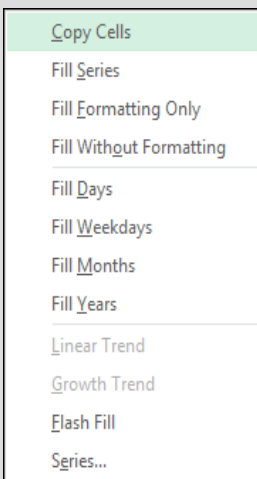 Copy Cells
Fill Series
Fill Formatting Only
Fill Without Formatting
Fill Days
Fill Weekdays
Fill Months
Fill Years
Linear Trend
Growth Trend
Flash Fill
Series...